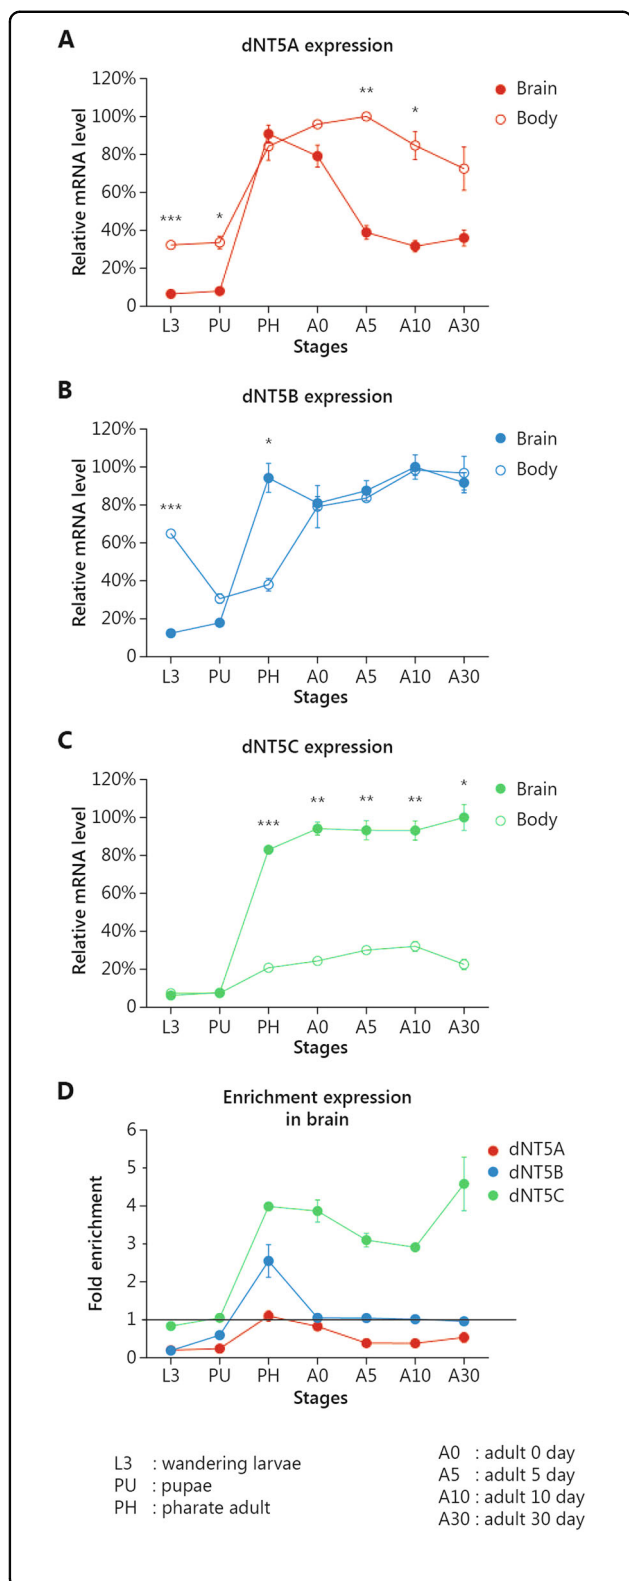 A
dNT5A expression
120%
100%
80%
60%
40%
20%
0
Relative mRNA level
***
*
**
*
Brain
Body
L3 PU PH A0 A5 A10 A30
Stages
B
dNT5B expression
120%
100%
80%
60%
40%
20%
0
Relative mRNA level
***
*
Brain
Body
L3 PU PH A0 A5 A10 A30
Stages
C
dNT5C expression
120%
100%
80%
60%
40%
20%
0
Relative mRNA level
***
**
**
**
*
Brain
Body
L3 PU PH A0 A5 A10 A30
Stages
D
Enrichment expression
in brain
6
5
4
3
2
1
0
Fold enrichment
dNT5A
dNT5B
dNT5C
L3 PU PH A0 A5 A10 A30
Stages
L3 : wandering larvae
PU : pupae
PH : pharate adult
A0 : adult 0 day
A5 : adult 5 day
A10 : adult 10 day
A30 : adult 30 day